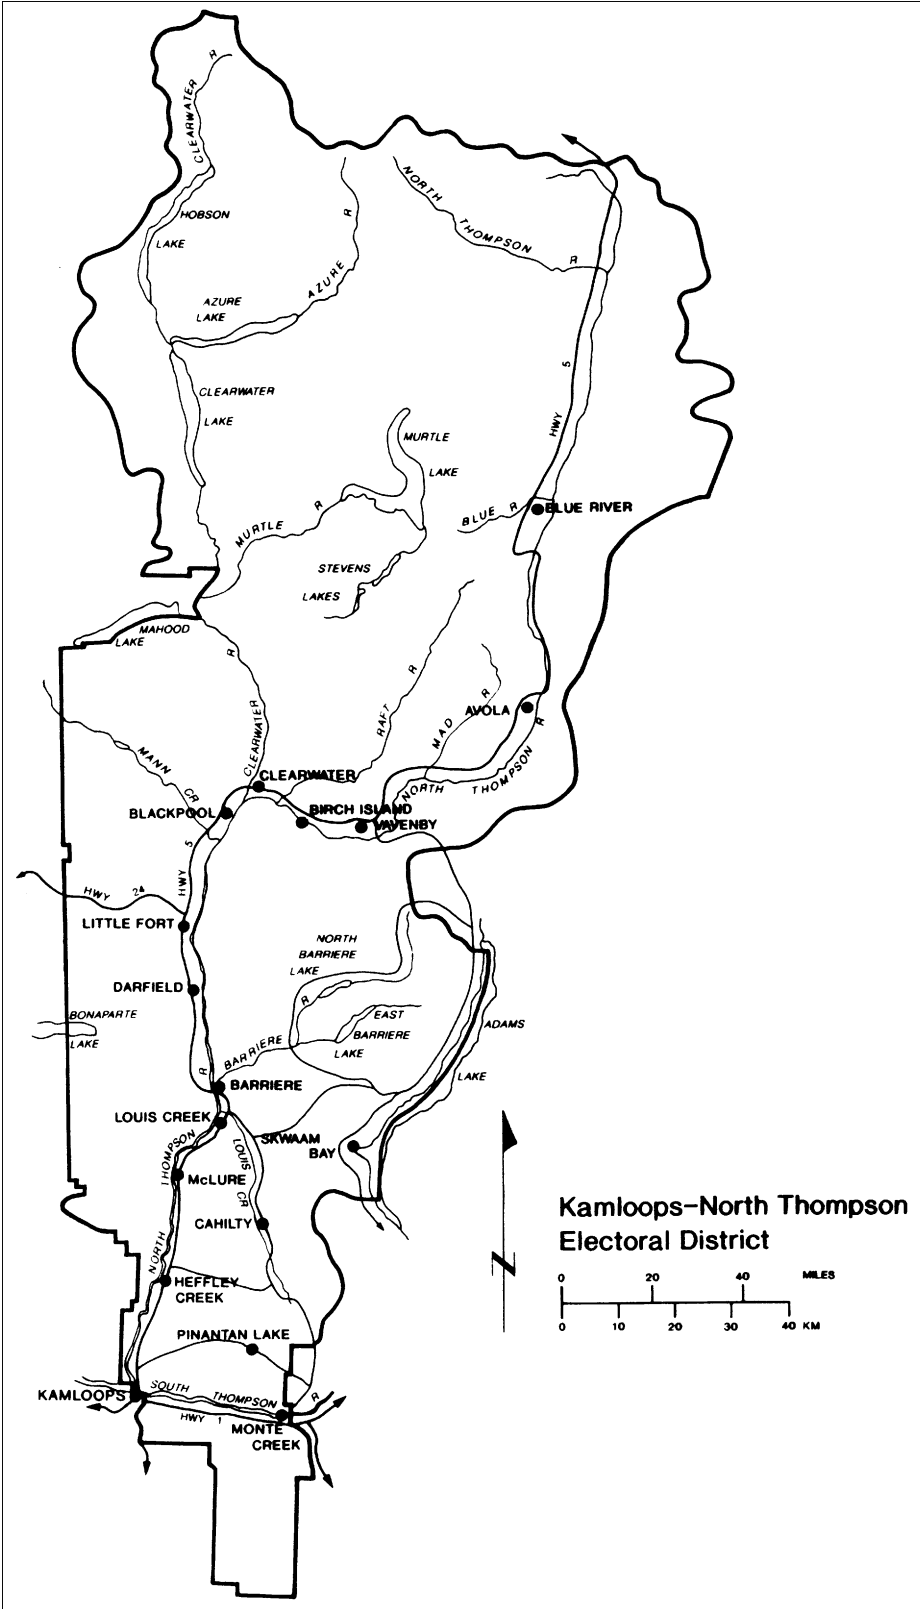 CLEARWATER R
HOBSON
LAKE
NORTH
THOMPSON
R
AZURE R
AZURE
LAKE
CLEARWATER
LAKE
HWY 5
MURTLE
LAKE
MURTLE R
BLUE R
BLUE RIVER
STEVENS
LAKES
MAHOOD
LAKE
R
CLEARWATER
RAFT R
MAD R
AVOLA
R
THOMPSON
NORTH
MANN
CR
CLEARWATER
BLACKPOOL
BIRCH ISLAND
VAVENBY
HWY 5
HWY 24
LITTLE FORT
NORTH
BARRIERE
LAKE
R
DARFIELD
EAST
BARRIERE
LAKE
BONAPARTE
LAKE
ADAMS
LAKE
BARRIERE
R
BARRIERE
LOUIS CREEK
THOMPSON
LOUIS
CR
SKWAAM
BAY
McLURE
CAHILTY
NORTH
HEFFLEY
CREEK
PINANTAN LAKE
KAMLOOPS
SOUTH
THOMPSON
R
HWY 1
MONTE
CREEK
N
Kamloops-North Thompson
Electoral District
0 20 40 MILES
0 10 20 30 40 KM